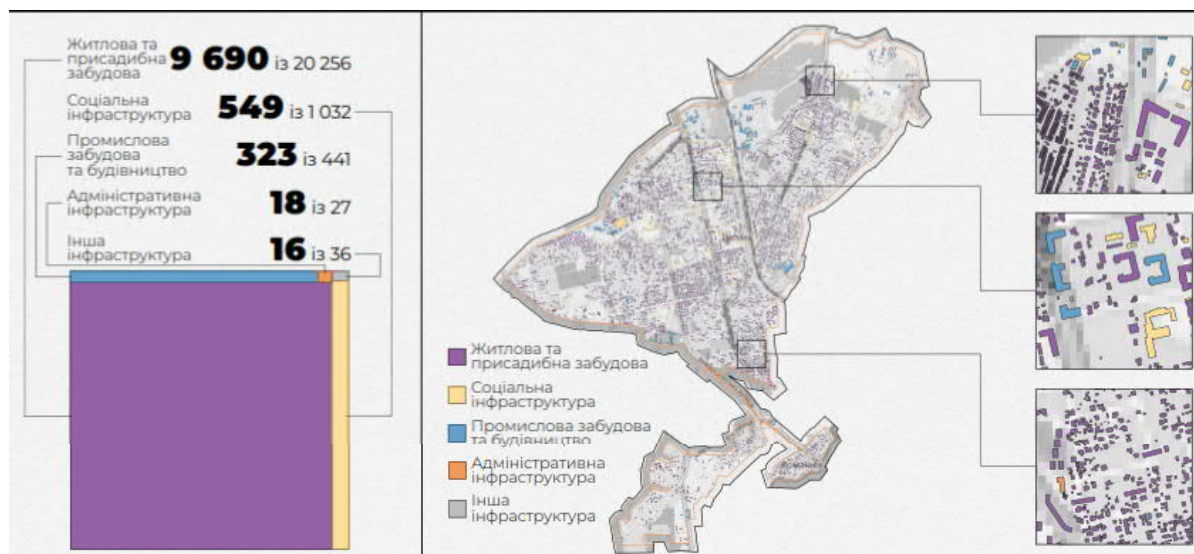 Житлова та
присадибна
забудова
9 690 із 20 256
Соціальна
інфраструктура
549 із 1 032
Промислова
забудова
та будівництво
323 із 441
Адміністративна
інфраструктура
18 із 27
Інша
інфраструктура
16 із 36
Житлова та
присадибна забудова
Соціальна
інфраструктура
Промислова забудова
та будівництво
Адміністративна
інфраструктура
Інша
інфраструктура